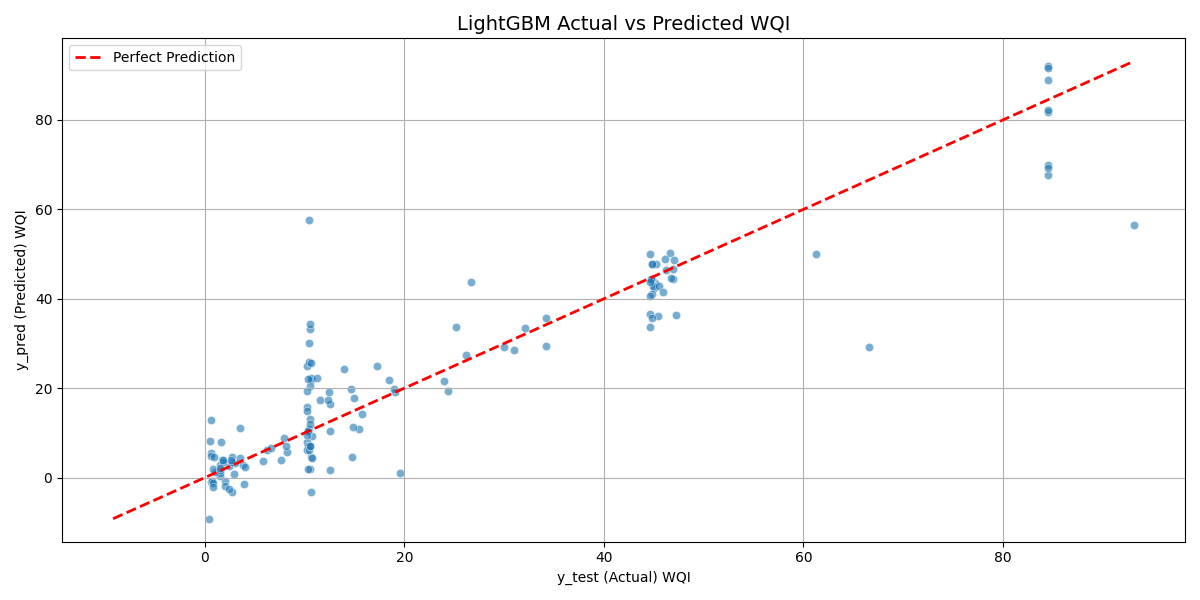 LightGBM Actual vs Predicted WQI
Perfect Prediction
y_pred (Predicted) WQI
80
60
40
20
0
0 20 40 60 80
y_test (Actual) WQI